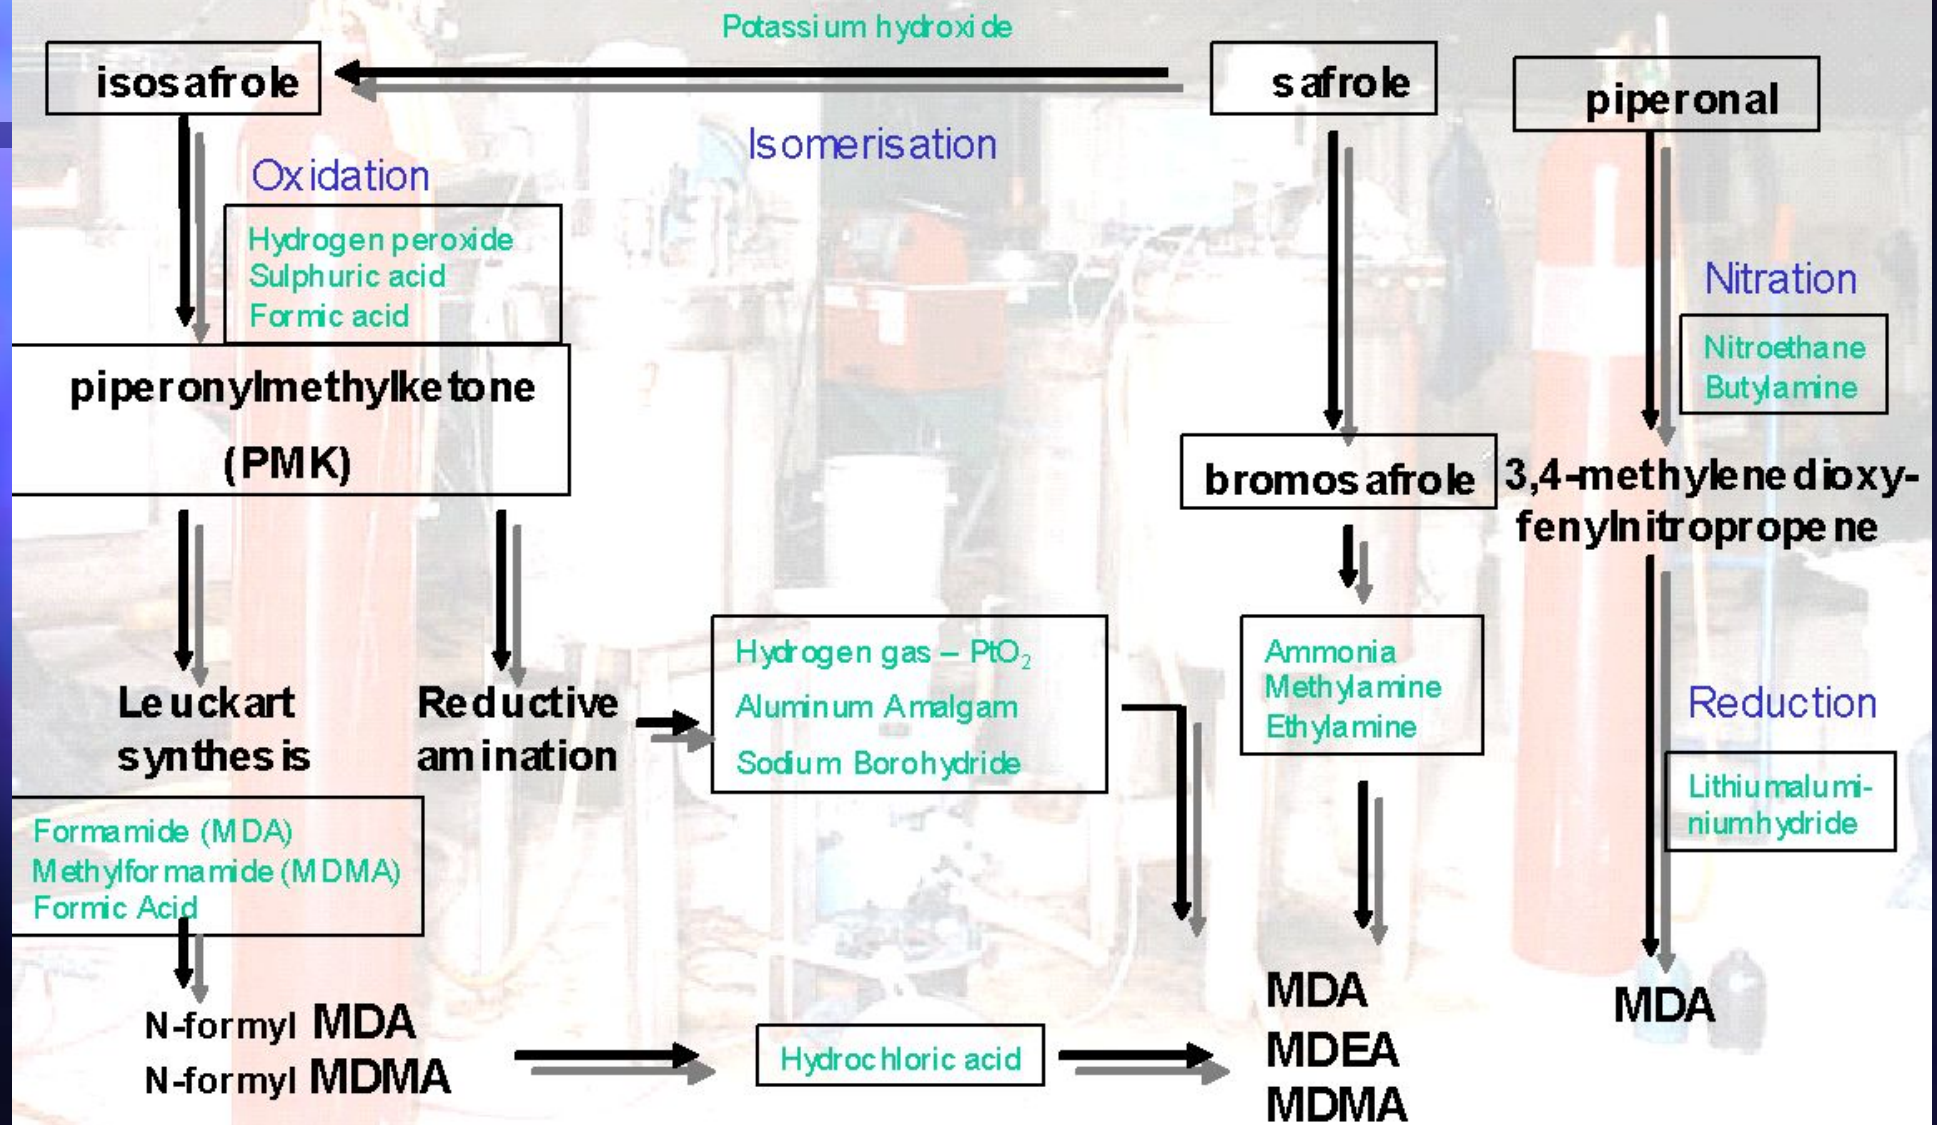 Potassium hydroxide
isosafrole
safrole
piperonal
Isomerisation
Oxidation
Hydrogen peroxide
Sulphuric acid
Formic acid
Nitration
Nitroethane
Butylamine
piperonylmethylketone
(PMK)
bromosafrole
3,4-methylenedioxy-
fenylnitropropene
Leuckart
synthesis
Reductive
amination
Hydrogen gas – PtO₂
Aluminum Amalgam
Sodium Borohydride
Ammonia
Methylamine
Ethylamine
Reduction
Lithiumalumi-
niumhydride
Formamide (MDA)
Methylformamide (MDMA)
Formic Acid
N-formyl MDA
N-formyl MDMA
Hydrochloric acid
MDA
MDEA
MDMA
MDA